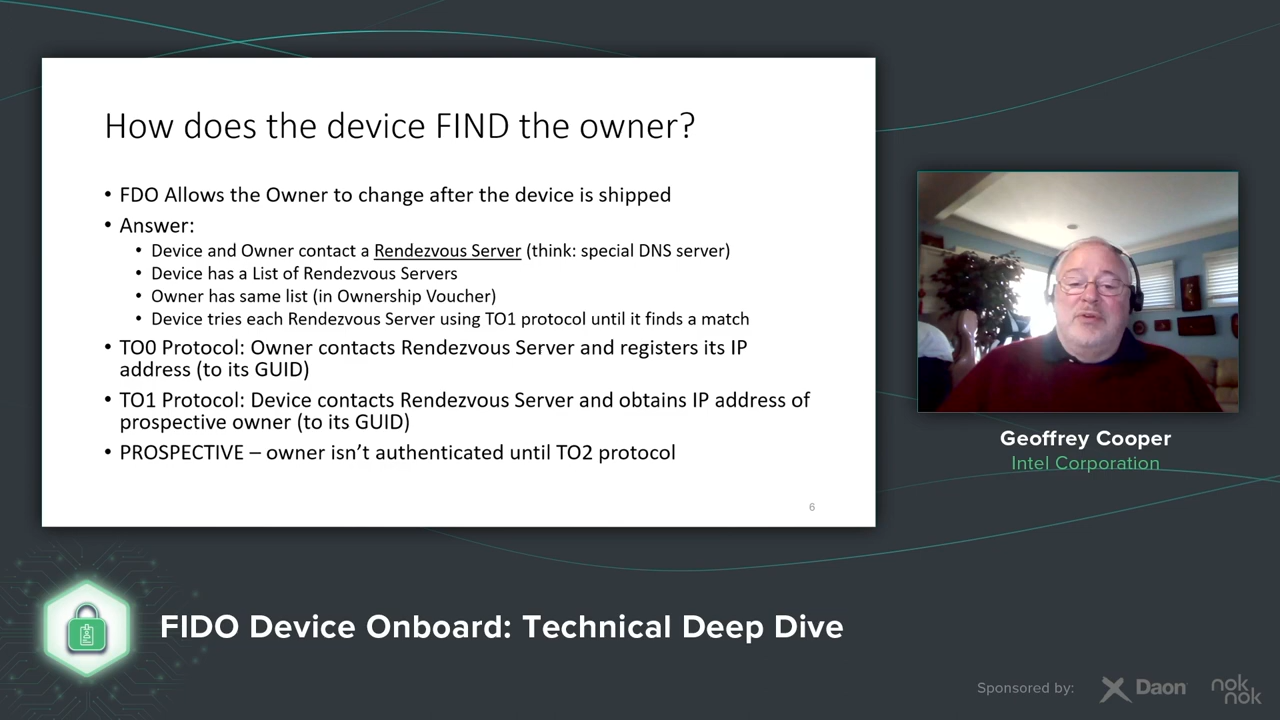 How does the device FIND the owner?
• FDO Allows the Owner to change after the device is shipped
• Answer:
• Device and Owner contact a Rendezvous Server (think: special DNS server)
• Device has a List of Rendezvous Servers
• Owner has same list (in Ownership Voucher)
• Device tries each Rendezvous Server using TO1 protocol until it finds a match
• TO0 Protocol: Owner contacts Rendezvous Server and registers its IP
address (to its GUID)
• TO1 Protocol: Device contacts Rendezvous Server and obtains IP address of
prospective owner (to its GUID)
• PROSPECTIVE – owner isn't authenticated until TO2 protocol
6
Geoffrey Cooper
Intel Corporation
FIDO Device Onboard: Technical Deep Dive
Sponsored by:
Daon
nok
nok